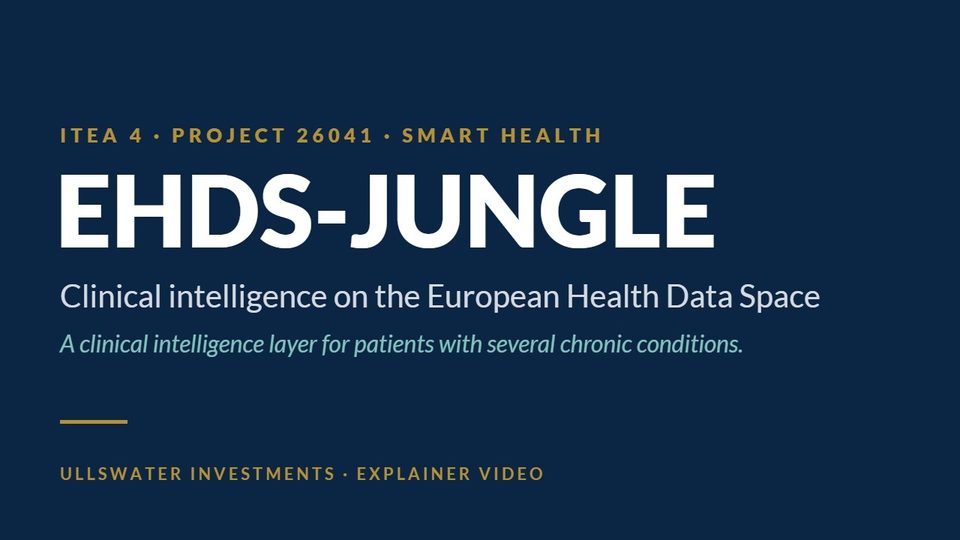 ITEA 4 · PROJECT 26041 · SMART HEALTH
EHDS-JUNGLE
Clinical intelligence on the European Health Data Space
A clinical intelligence layer for patients with several chronic conditions.
ULLSWATER INVESTMENTS · EXPLAINER VIDEO